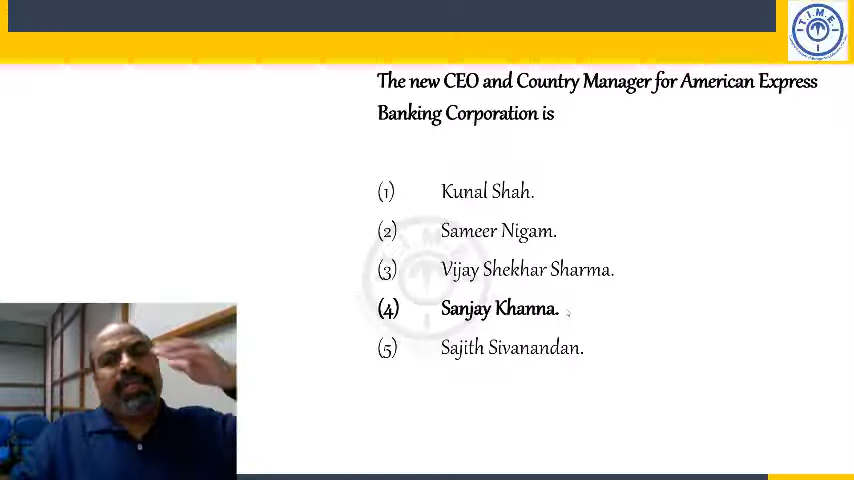 T.I.M.E.
The new CEO and Country Manager for American Express
Banking Corporation is
(1) Kunal Shah.
(2) Sameer Nigam.
(3) Vijay Shekhar Sharma.
(4) Sanjay Khanna.
(5) Sajith Sivanandan.